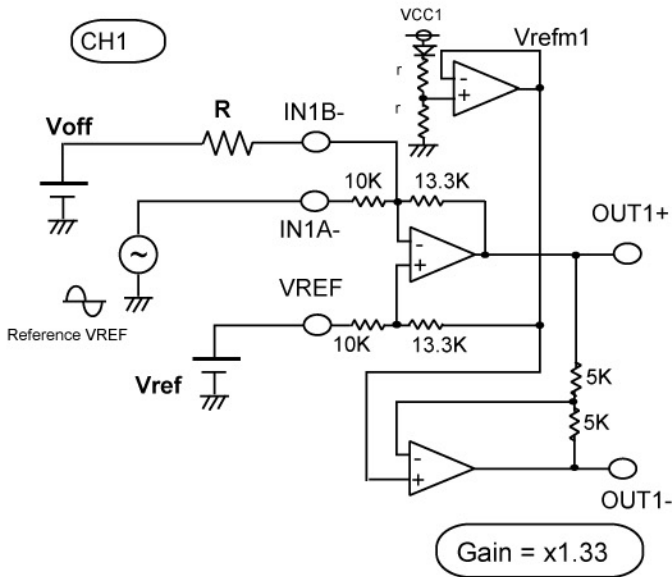 CH1
VCC1
Vrefm1
r
r
-
+
Voff
R
IN1B-
10K
13.3K
IN1A-
OUT1+
-
+
~
VREF
Reference VREF
10K
13.3K
Vref
5K
5K
-
+
OUT1-
Gain = x1.33